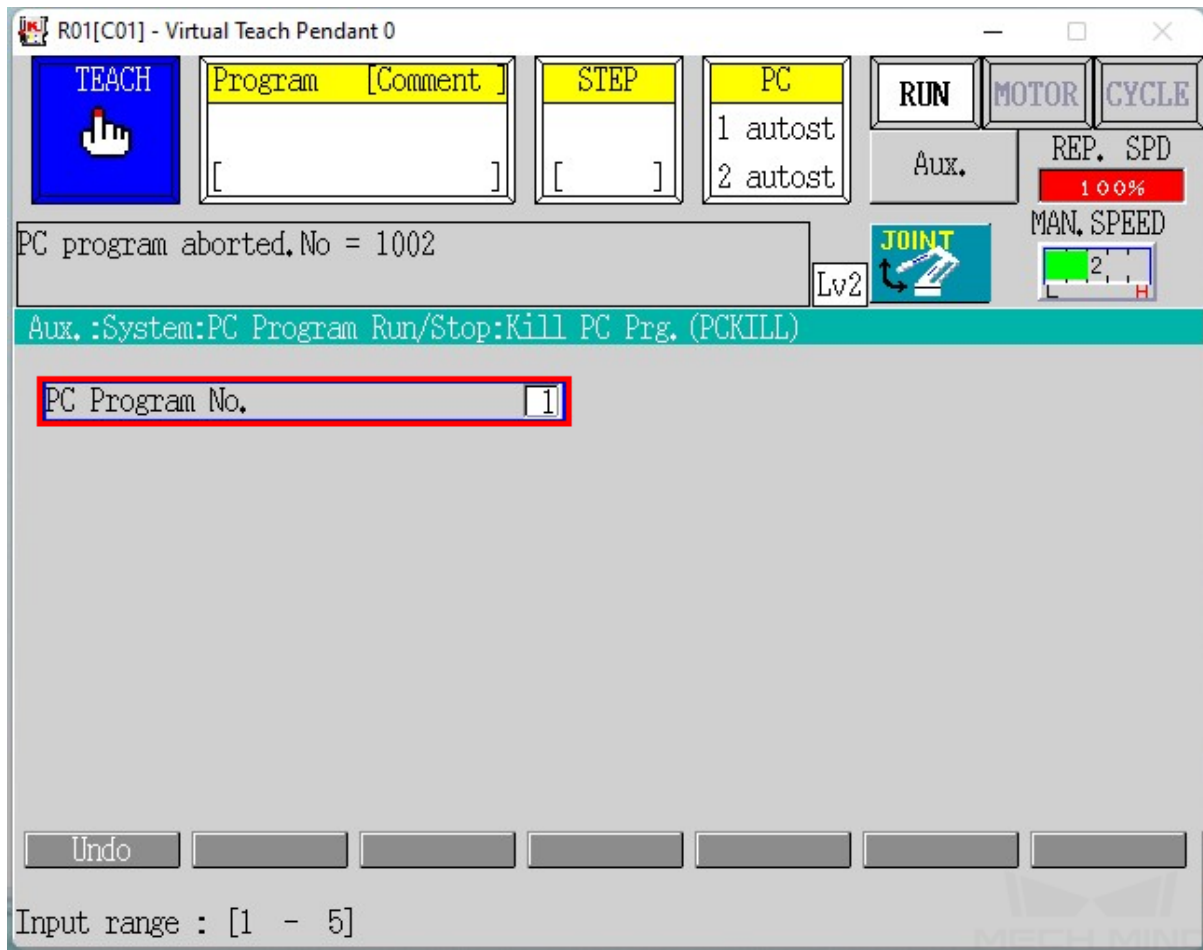 R01[C01] - Virtual Teach Pendant 0
TEACH
Program [Comment ]
[ ]
STEP
[ ]
PC
1 autost
2 autost
RUN
MOTOR
CYCLE
Aux.
REP. SPD
100%
PC program aborted.No = 1002
Lv2
JOINT
MAN.SPEED
2
L H
Aux.:System:PC Program Run/Stop:Kill PC Prg.(PCKILL)
PC Program No. 1
Undo
Input range : [1 - 5]
MECH MIND